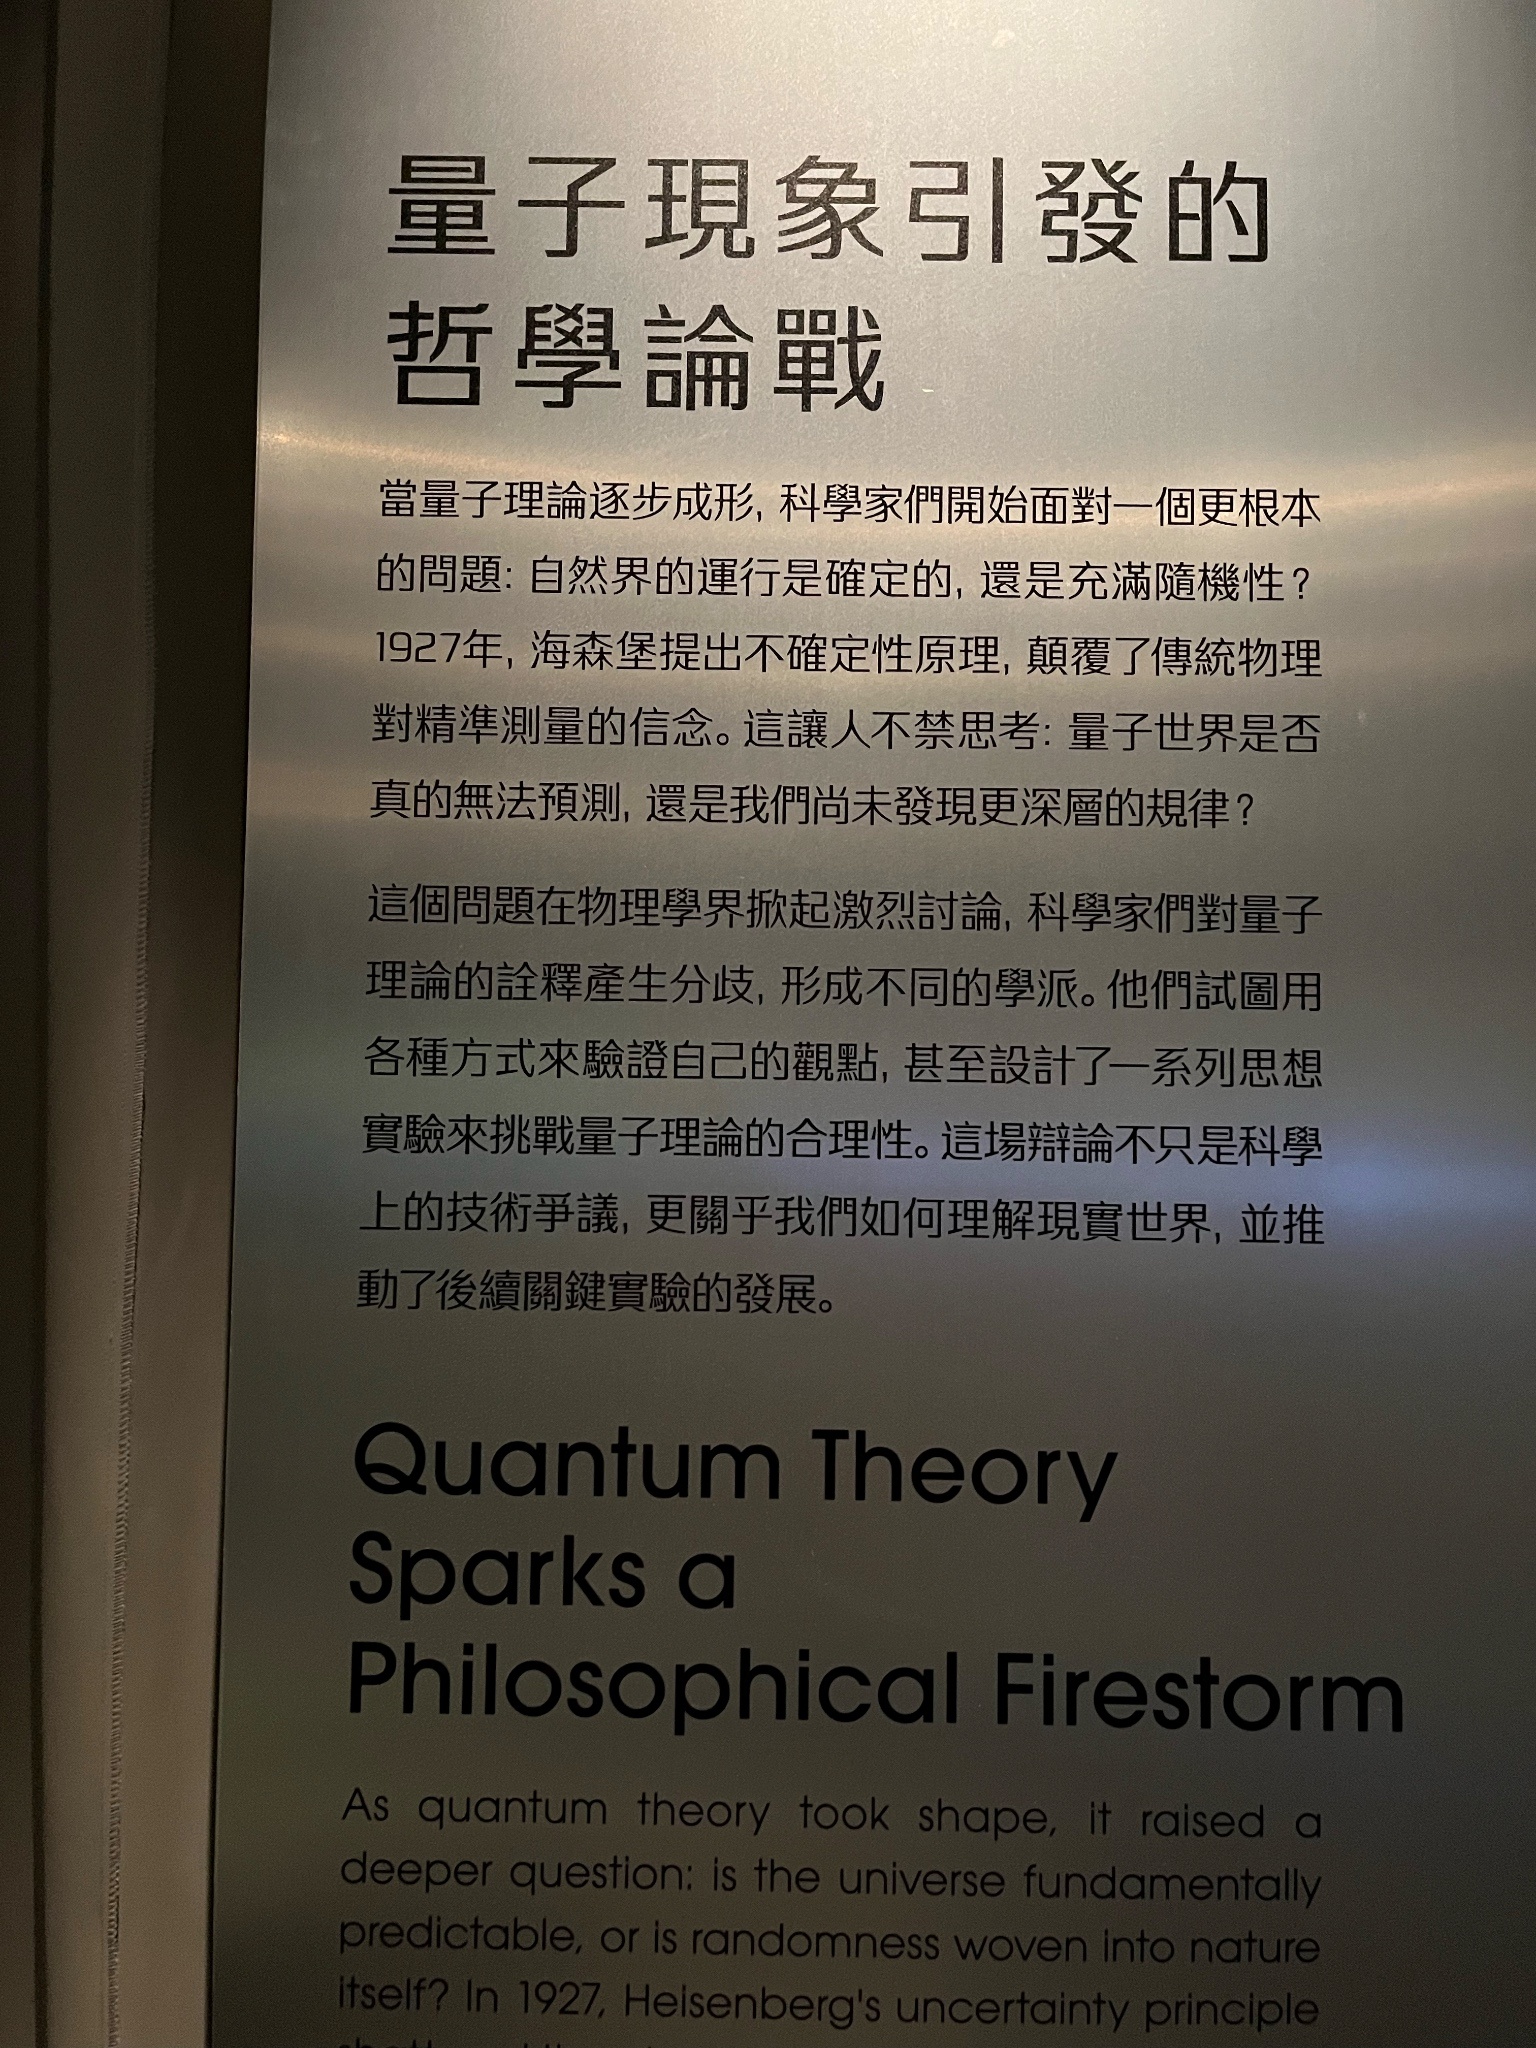 量子現象引發的
哲學論戰
當量子理論逐步成形, 科學家們開始面對一個更根本
的問題: 自然界的運行是確定的, 還是充滿隨機性?
1927年, 海森堡提出不確定性原理, 顛覆了傳統物理
對精準測量的信念。這讓人不禁思考: 量子世界是否
真的無法預測, 還是我們尚未發現更深層的規律?
這個問題在物理學界掀起激烈討論, 科學家們對量子
理論的詮釋產生分歧, 形成不同的學派。他們試圖用
各種方式來驗證自己的觀點, 甚至設計了一系列思想
實驗來挑戰量子理論的合理性。這場辯論不只是科學
上的技術爭議, 更關乎我們如何理解現實世界, 並推
動了後續關鍵實驗的發展。
Quantum Theory
Sparks a
Philosophical Firestorm
As quantum theory took shape, it raised a
deeper question: is the universe fundamentally
predictable, or is randomness woven into nature
itself? In 1927, Heisenberg's uncertainty principle